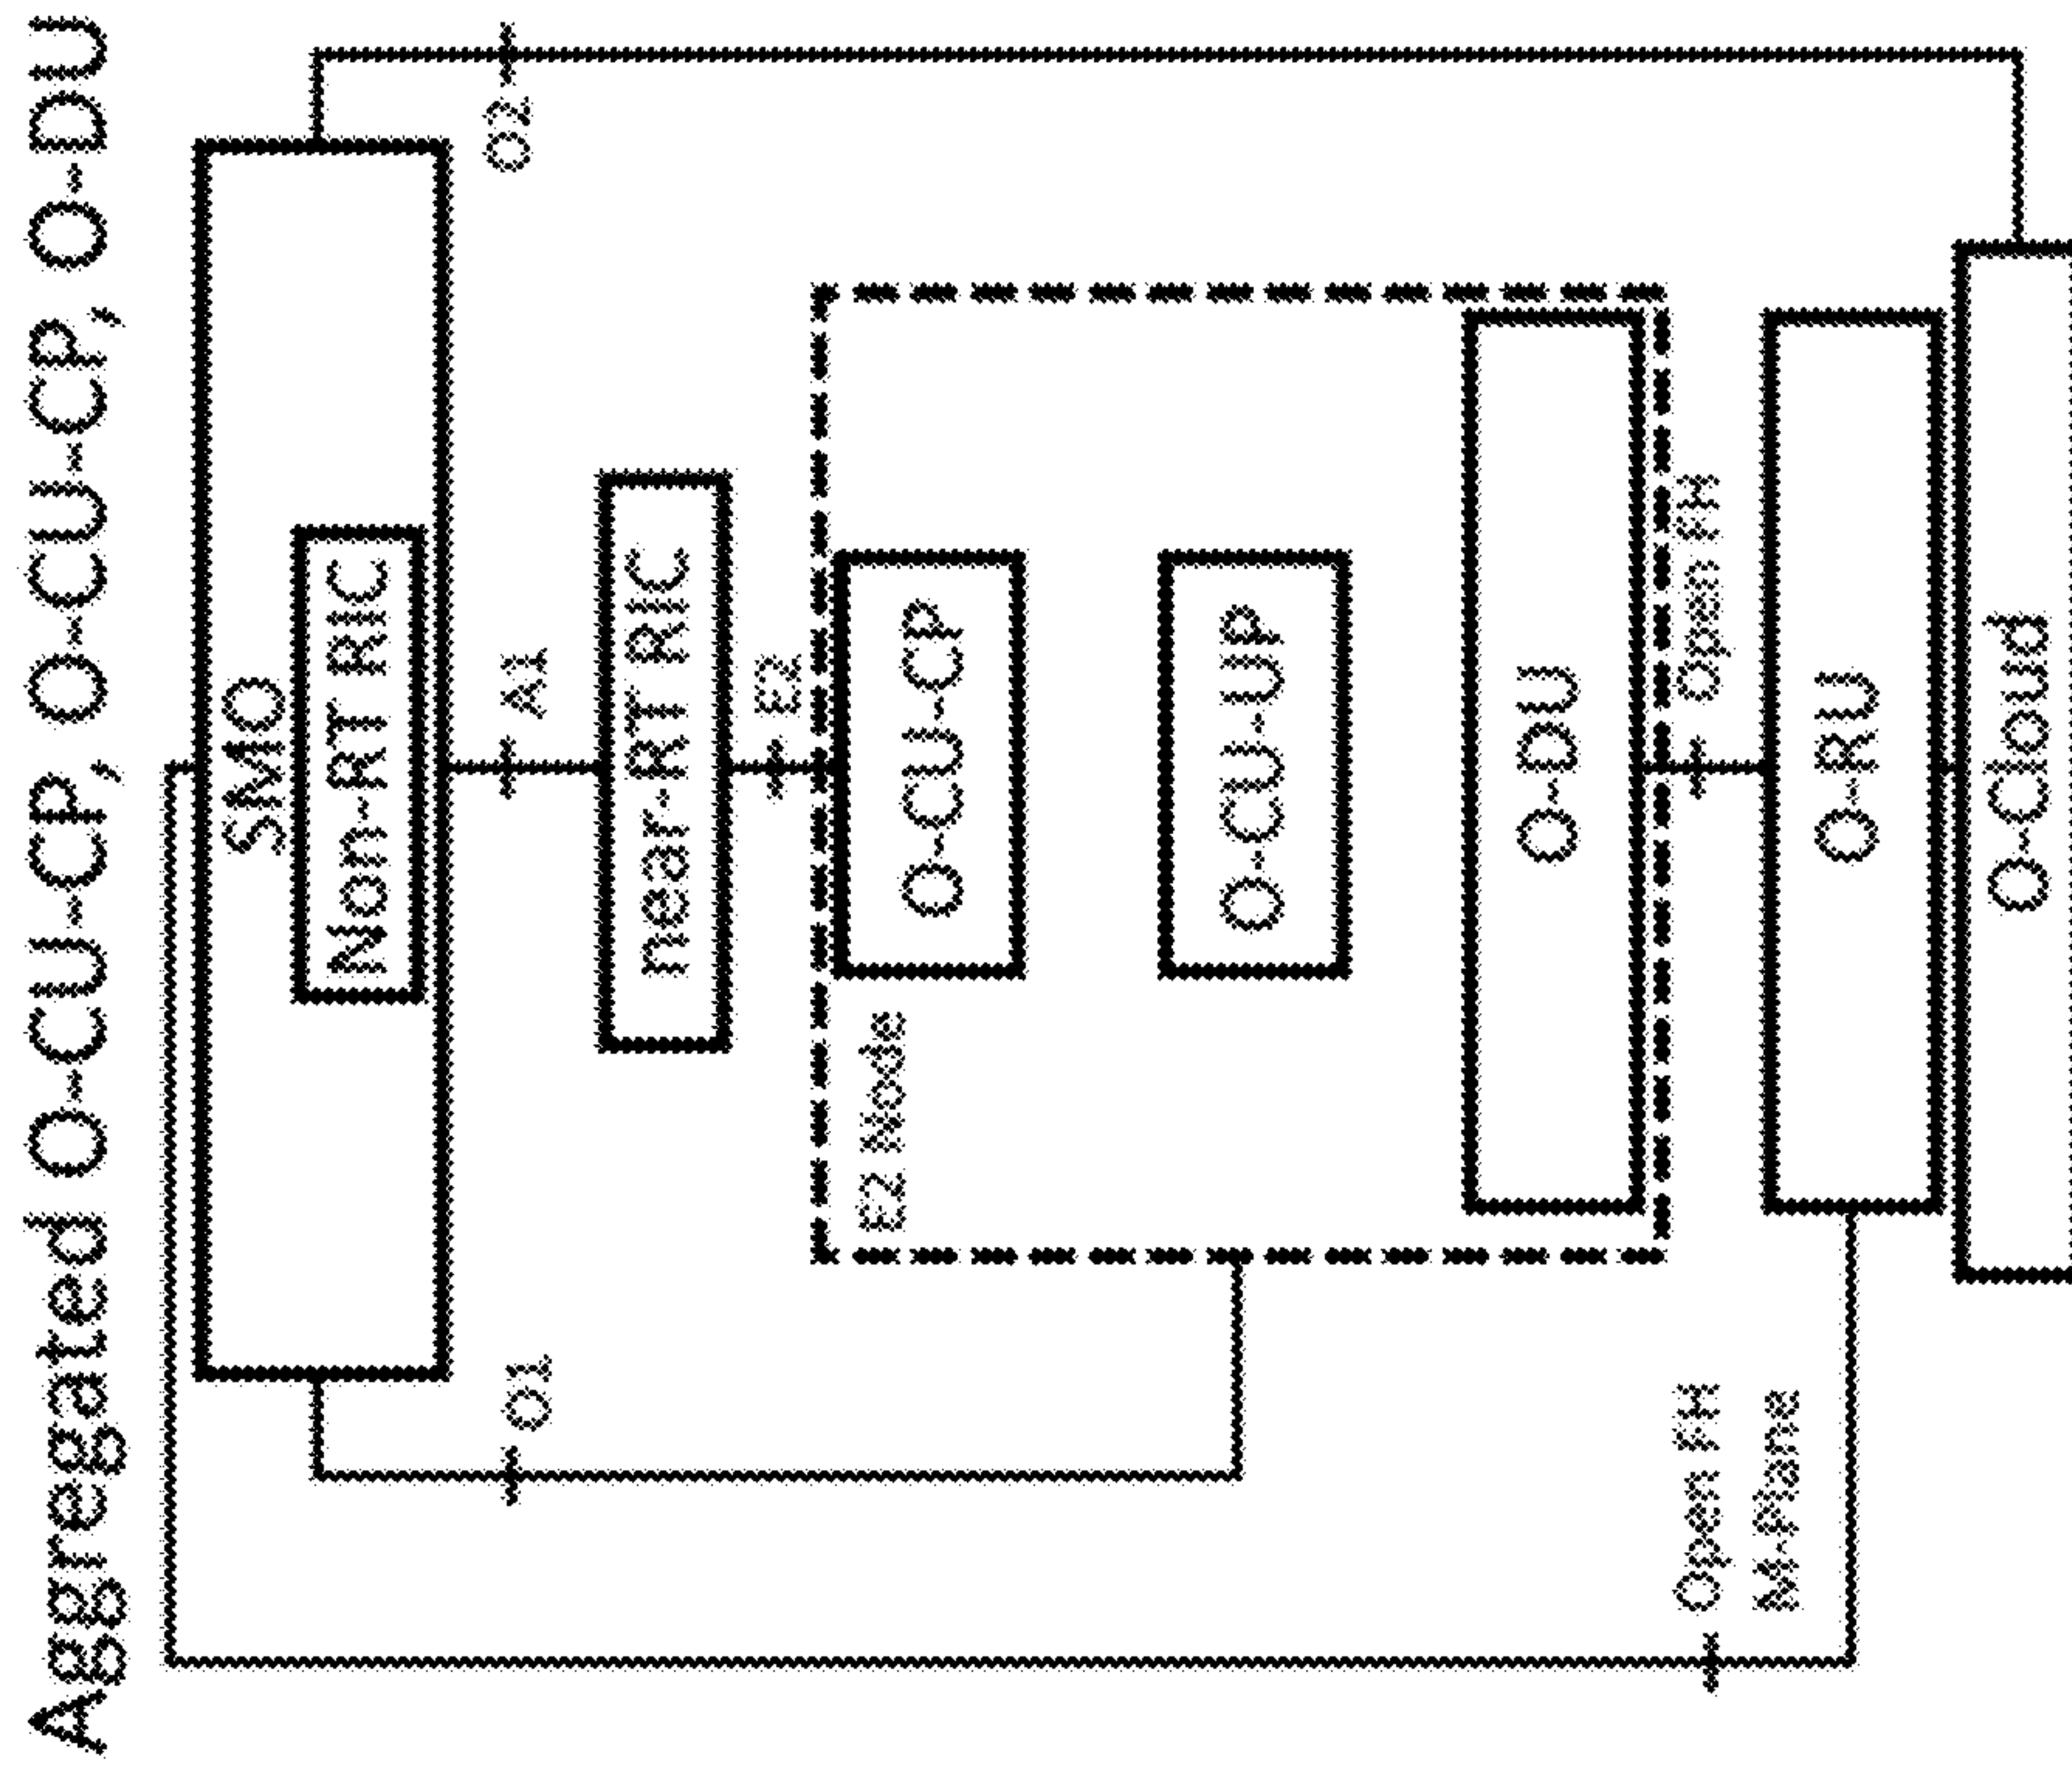 Aggregated O-CU-CP, O-CU-CP, O-DU
SMO
Non-RT RIC
O1
A1
O2
near-RT RIC
E2
E2 Node
O-CU-CP
O-CU-UP
O-DU
Open FH
M-Plane
Open FH
O-RU
O-Cloud